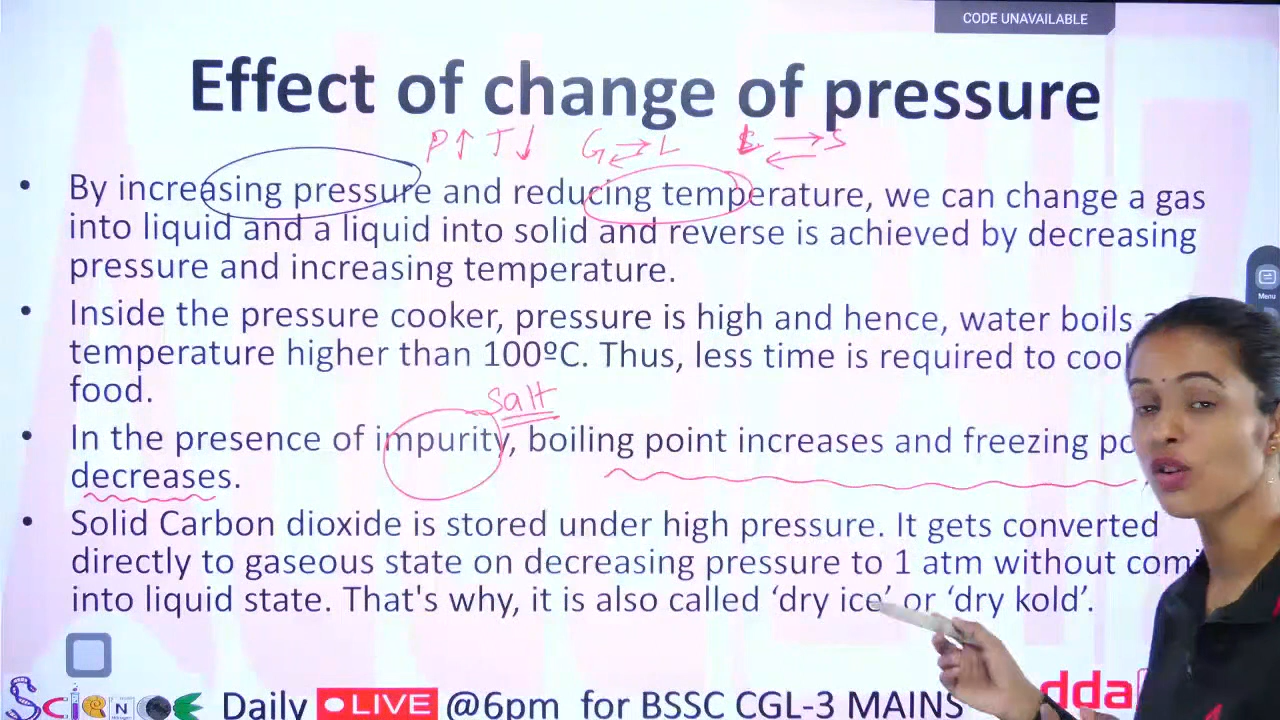 CODE UNAVAILABLE
Effect of change of pressure
P↑ T↓ G⇌L L⇌S
• By increasing pressure and reducing temperature, we can change a gas
into liquid and a liquid into solid and reverse is achieved by decreasing
pressure and increasing temperature.
Menu
• Inside the pressure cooker, pressure is high and hence, water boils
temperature higher than 100ºC. Thus, less time is required to
food.
Salt
• In the presence of impurity, boiling point increases and freezing
decreases.
• Solid Carbon dioxide is stored under high pressure. It gets converted
directly to gaseous state on decreasing pressure to 1 atm without
into liquid state. That's why, it is also called ‘dry ice’ or ‘dry kold’.
SCIENCE Daily LIVE @6pm for BSSC CGL-3 MAINS